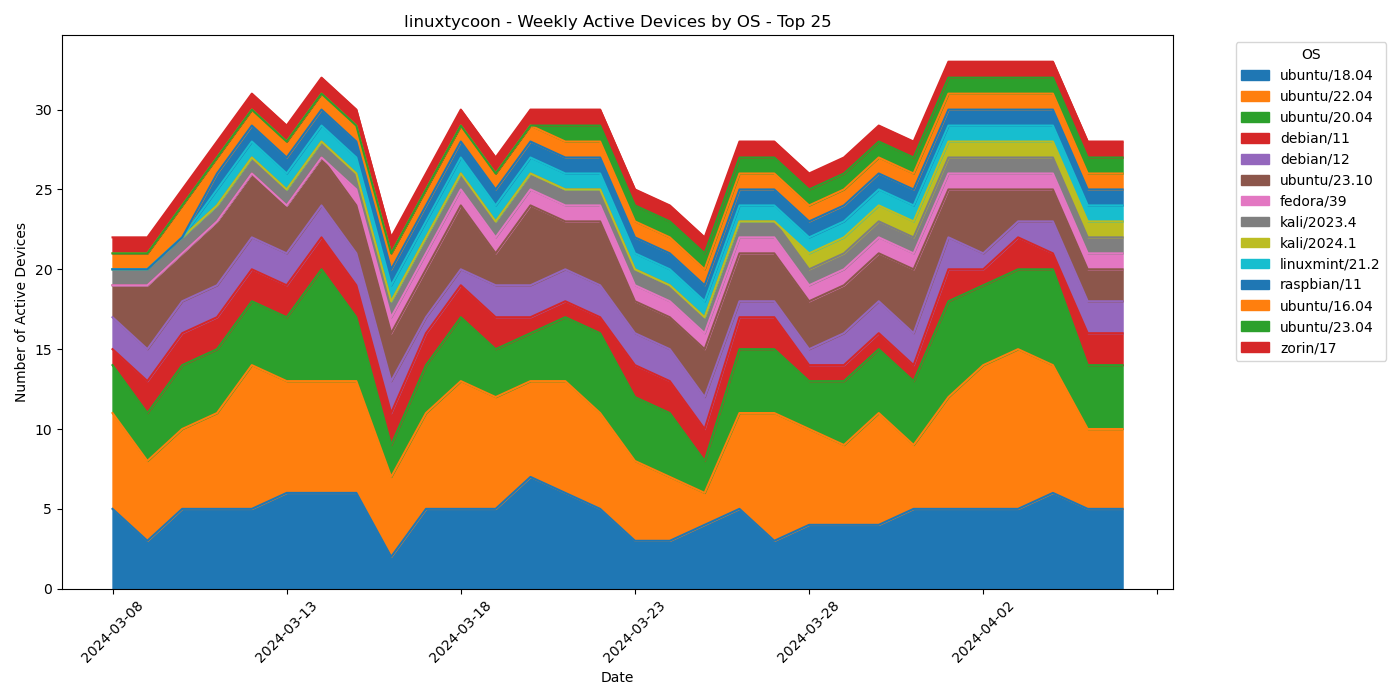 linuxtycoon - Weekly Active Devices by OS - Top 25
Number of Active Devices
30
25
20
15
10
5
0
2024-03-08
2024-03-13
2024-03-18
2024-03-23
2024-03-28
2024-04-02
Date
OS
ubuntu/18.04
ubuntu/22.04
ubuntu/20.04
debian/11
debian/12
ubuntu/23.10
fedora/39
kali/2023.4
kali/2024.1
linuxmint/21.2
raspbian/11
ubuntu/16.04
ubuntu/23.04
zorin/17